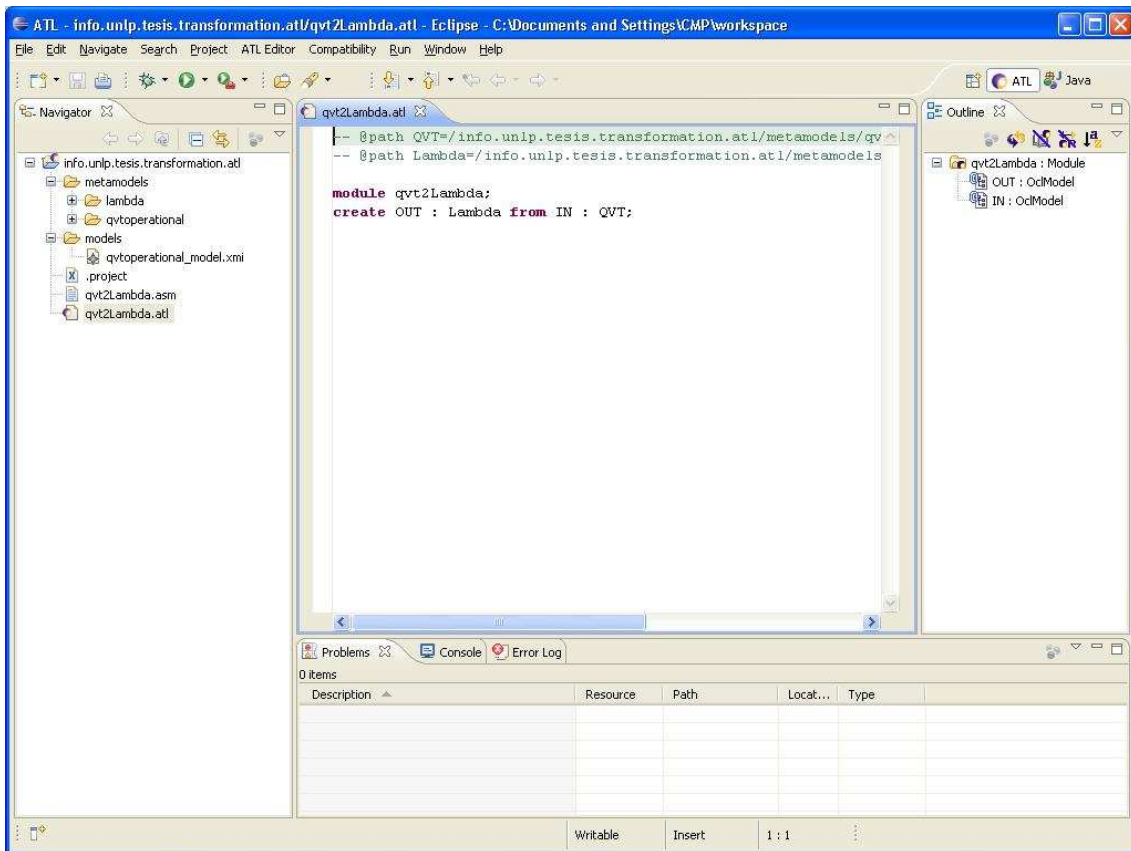 ATL - info.unlp.tesis.transformation.atl/qvt2Lambda.atl - Eclipse - C:\Documents and Settings\CMP\workspace
File Edit Navigate Search Project ATL Editor Compatibility Run Window Help
ATL Java
Navigator
info.unlp.tesis.transformation.atl
metamodels
lambda
qvtoperational
models
qvtoperational_model.xmi
.project
qvt2Lambda.asm
qvt2Lambda.atl
qvt2Lambda.atl
-- @path QVT=/info.unlp.tesis.transformation.atl/metamodels/qv
-- @path Lambda=/info.unlp.tesis.transformation.atl/metamodels
module qvt2Lambda;
create OUT : Lambda from IN : QVT;
Outline
qvt2Lambda : Module
OUT : OclModel
IN : OclModel
Problems Console Error Log
0 items
Description Resource Path Locat... Type
Writable Insert 1 : 1